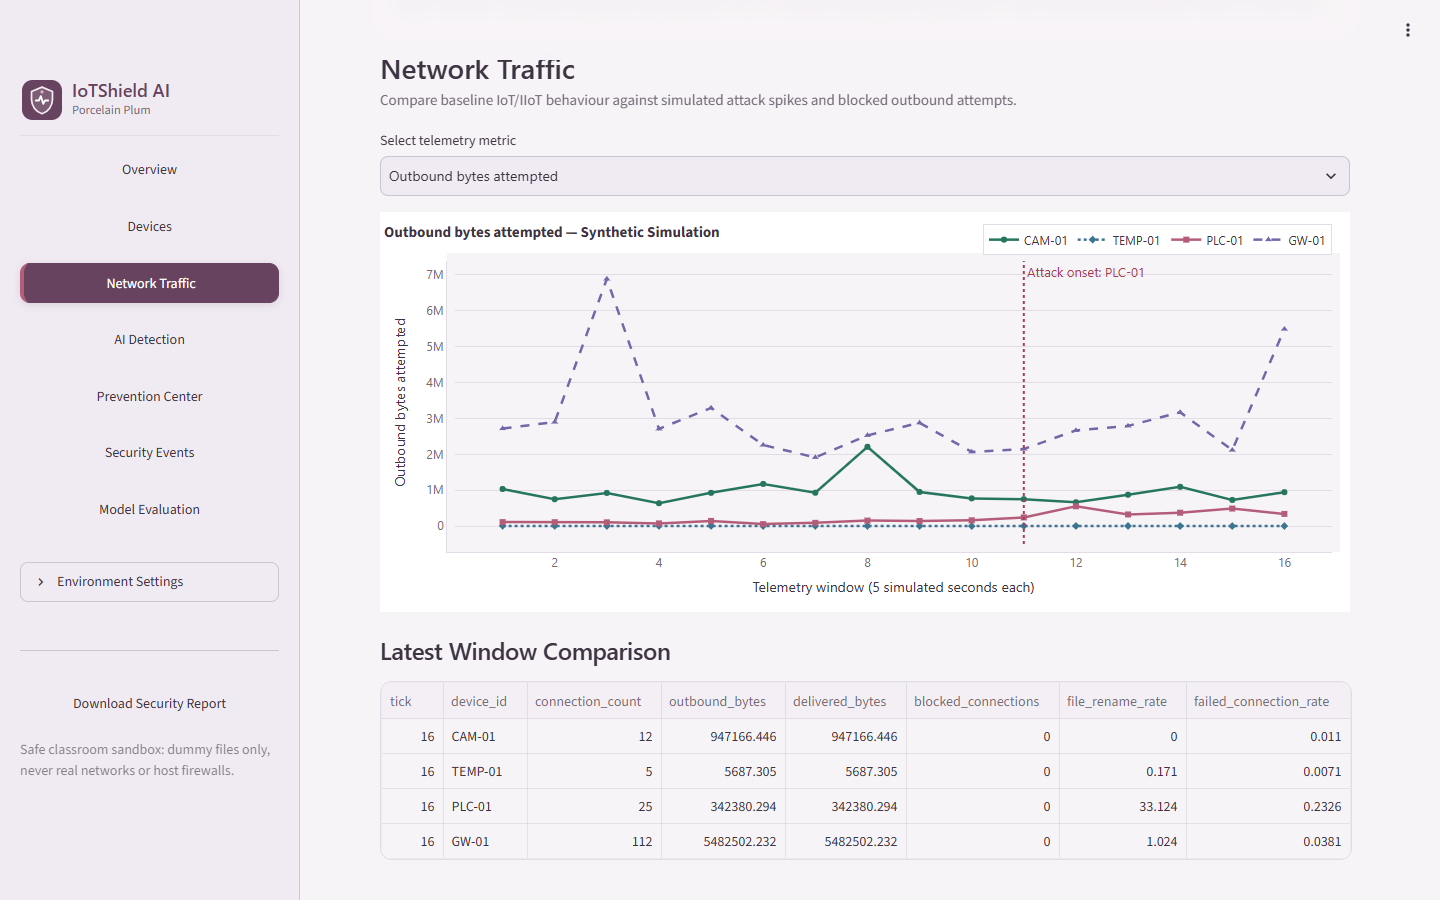 IoTShield AI
Porcelain Plum
Overview
Devices
Network Traffic
AI Detection
Prevention Center
Security Events
Model Evaluation
Environment Settings
Download Security Report
Safe classroom sandbox: dummy files only,
never real networks or host firewalls.
Network Traffic
Compare baseline IoT/IIoT behaviour against simulated attack spikes and blocked outbound attempts.
Select telemetry metric
Outbound bytes attempted
Outbound bytes attempted — Synthetic Simulation
CAM-01 TEMP-01 PLC-01 GW-01
Attack onset: PLC-01
Outbound bytes attempted
7M
6M
5M
4M
3M
2M
1M
0
2 4 6 8 10 12 14 16
Telemetry window (5 simulated seconds each)
Latest Window Comparison
tick device_id connection_count outbound_bytes delivered_bytes blocked_connections file_rename_rate failed_connection_rate
16 CAM-01 12 947166.446 947166.446 0 0 0.011
16 TEMP-01 5 5687.305 5687.305 0 0.171 0.0071
16 PLC-01 25 342380.294 342380.294 0 33.124 0.2326
16 GW-01 112 5482502.232 5482502.232 0 1.024 0.0381